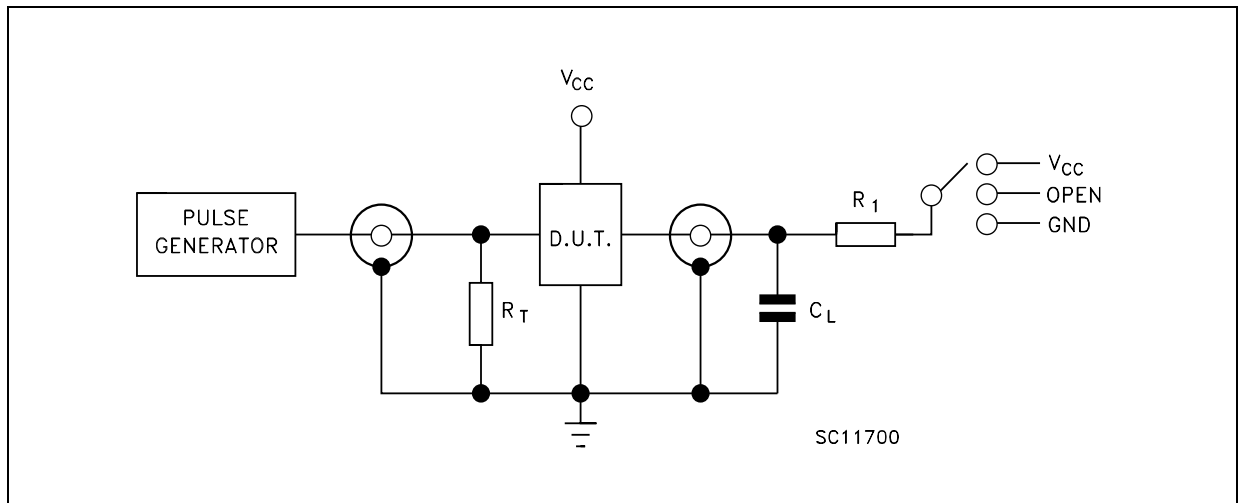 VCC
PULSE
GENERATOR
D.U.T.
RT
CL
R1
VCC
OPEN
GND
SC11700